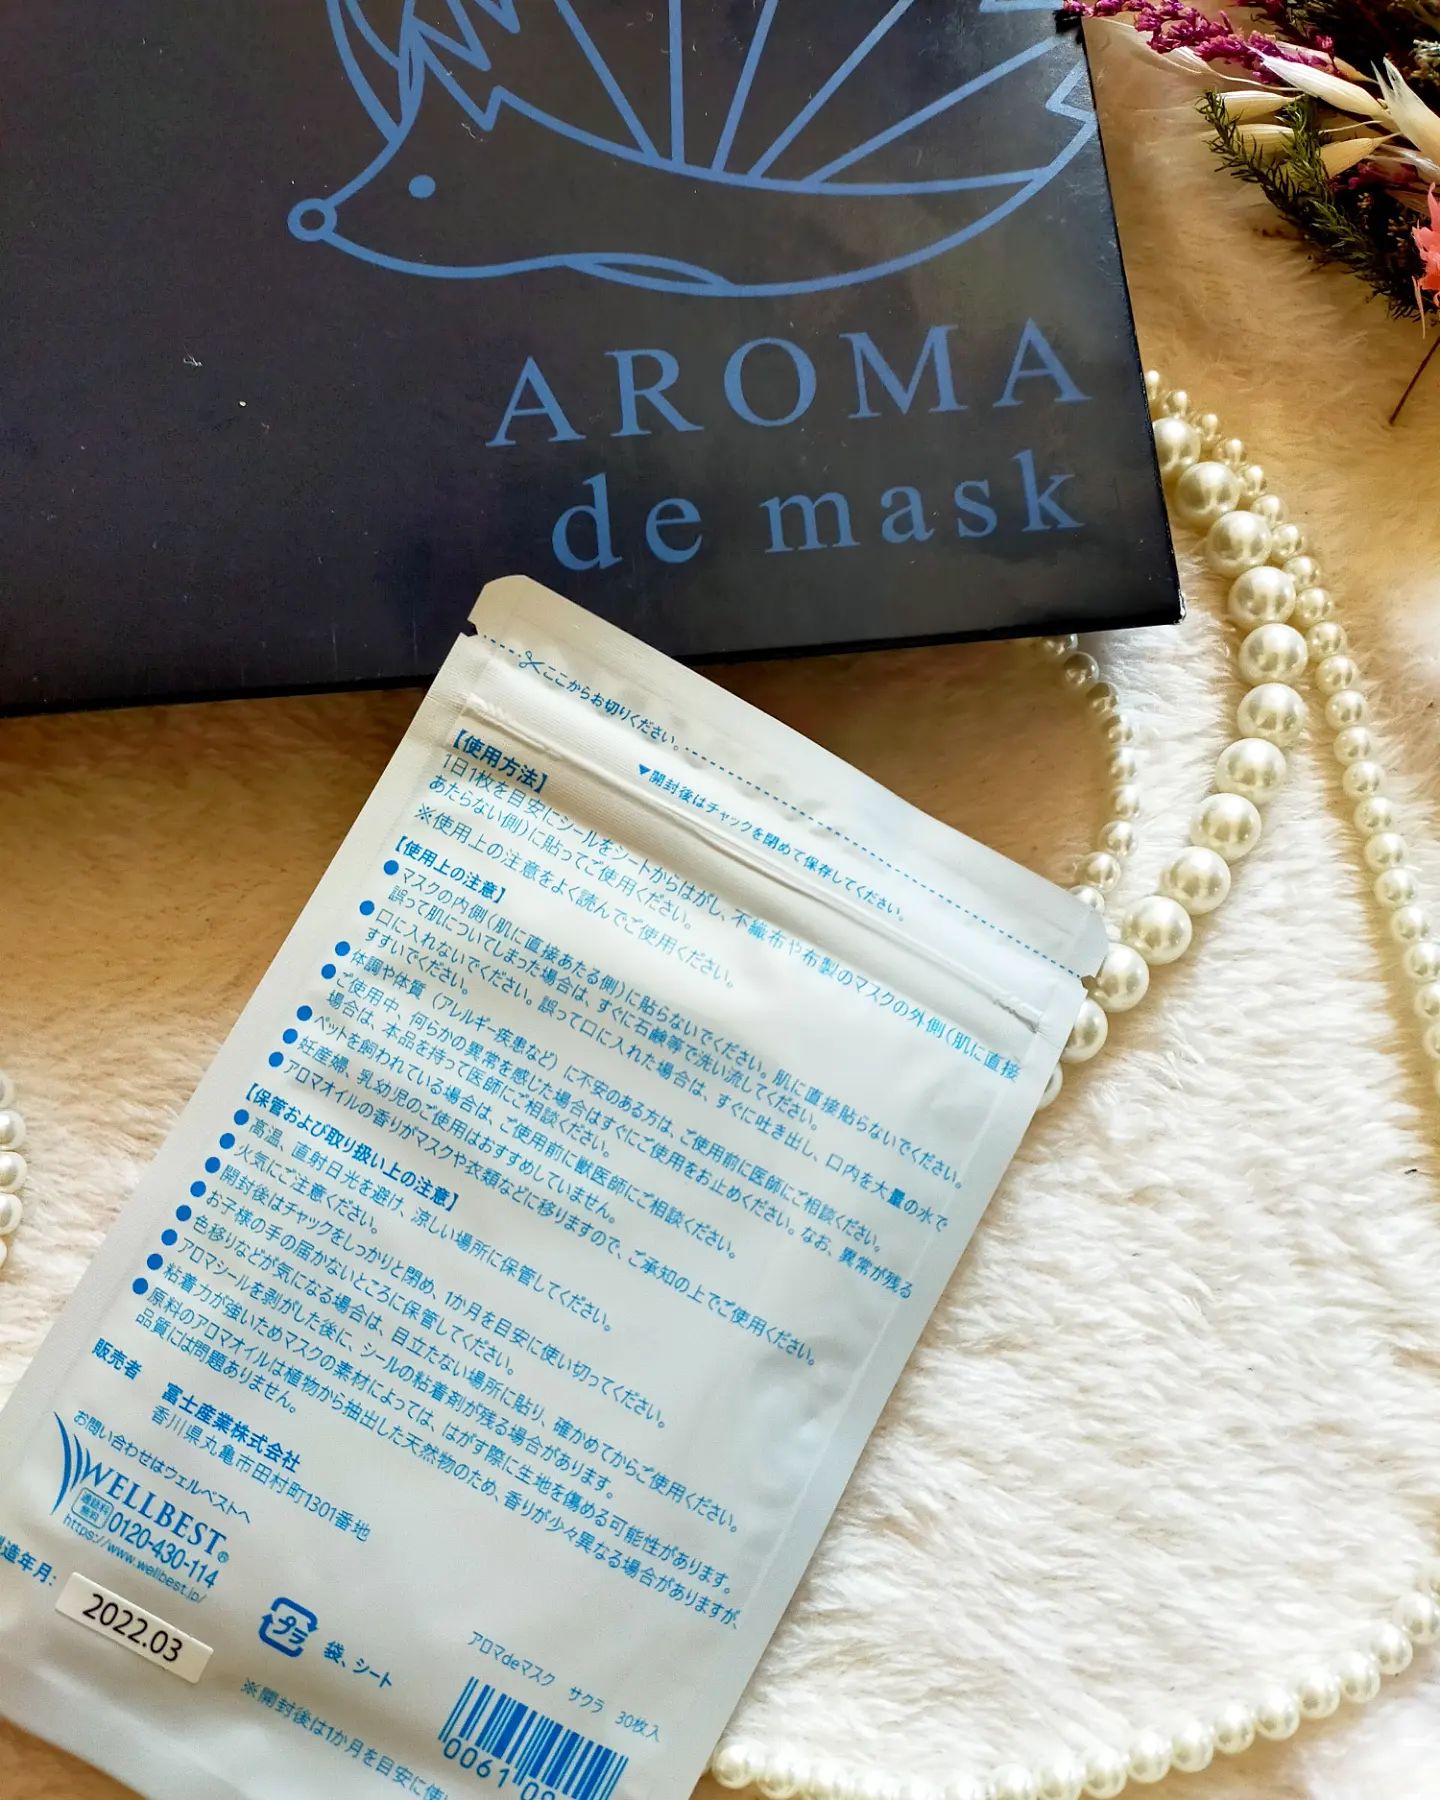 AROMA
de mask
ここからお切りください。
▼開封後はチャックを閉めて保存してください。
【使用方法】
1日1枚を目安にシールをシートからはがし、不織布や布製のマスクの外側（肌に直接
あたらない側）に貼ってご使用ください。
※使用上の注意をよく読んでご使用ください。
【使用上の注意】
●マスクの内側（肌に直接あたる側）に貼らないでください。肌に直接貼らないでください。
誤って肌についてしまった場合は、すぐに石鹸等で洗い流してください。
●口に入れないでください。誤って口に入れた場合は、すぐに吐き出し、口内を大量の水で
すすいでください。
●体調や体質（アレルギー疾患など）に不安のある方は、ご使用前に医師にご相談ください。
●ご使用中、何らかの異常を感じた場合はすぐにご使用をお止めください。なお、異常が残る
場合は、本品を持って医師にご相談ください。
●ペットを飼われている場合は、ご使用前に獣医師にご相談ください。
●妊産婦、乳幼児のご使用はおすすめしていません。
●アロマオイルの香りがマスクや衣類などに移りますので、ご承知の上でご使用ください。
【保管および取り扱い上の注意】
●高温、直射日光を避け、涼しい場所に保管してください。
●火気にご注意ください。
●開封後はチャックをしっかりと閉め、1か月を目安に使い切ってください。
●お子様の手の届かないところに保管してください。
●色移りなどが気になる場合は、目立たない場所に貼り、確かめてからご使用ください。
●アロマシールを剥がした後に、シールの粘着剤が残る場合があります。
●粘着力が強いためマスクの素材によっては、はがす際に生地を傷める可能性があります。
●原料のアロマオイルは植物から抽出した天然物のため、香りが少々異なる場合がありますが、
品質には問題ありません。
販売者 富士産業株式会社
香川県丸亀市田村町1301番地
お問い合わせはウェルベストへ
WELLBEST®
通話料無料 0120-430-114
https://www.wellbest.jp/
造年月:
2022.03
プラ 袋、シート
アロマdeマスク サクラ 30枚入
※開封後は1か月を目安に使い
0061